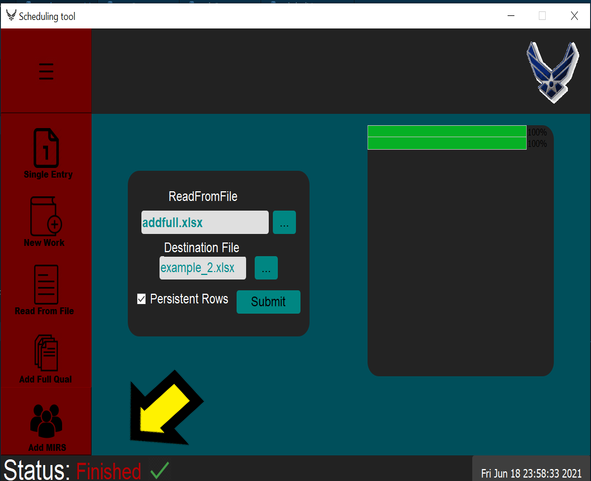 Scheduling tool
1
Single Entry
New Work
Read From File
Add Full Qual
Add MIRS
ReadFromFile
addfull.xlsx
...
Destination File
example_2.xlsx
...
Persistent Rows
Submit
100%
100%
Status: Finished
Fri Jun 18 23:58:33 2021